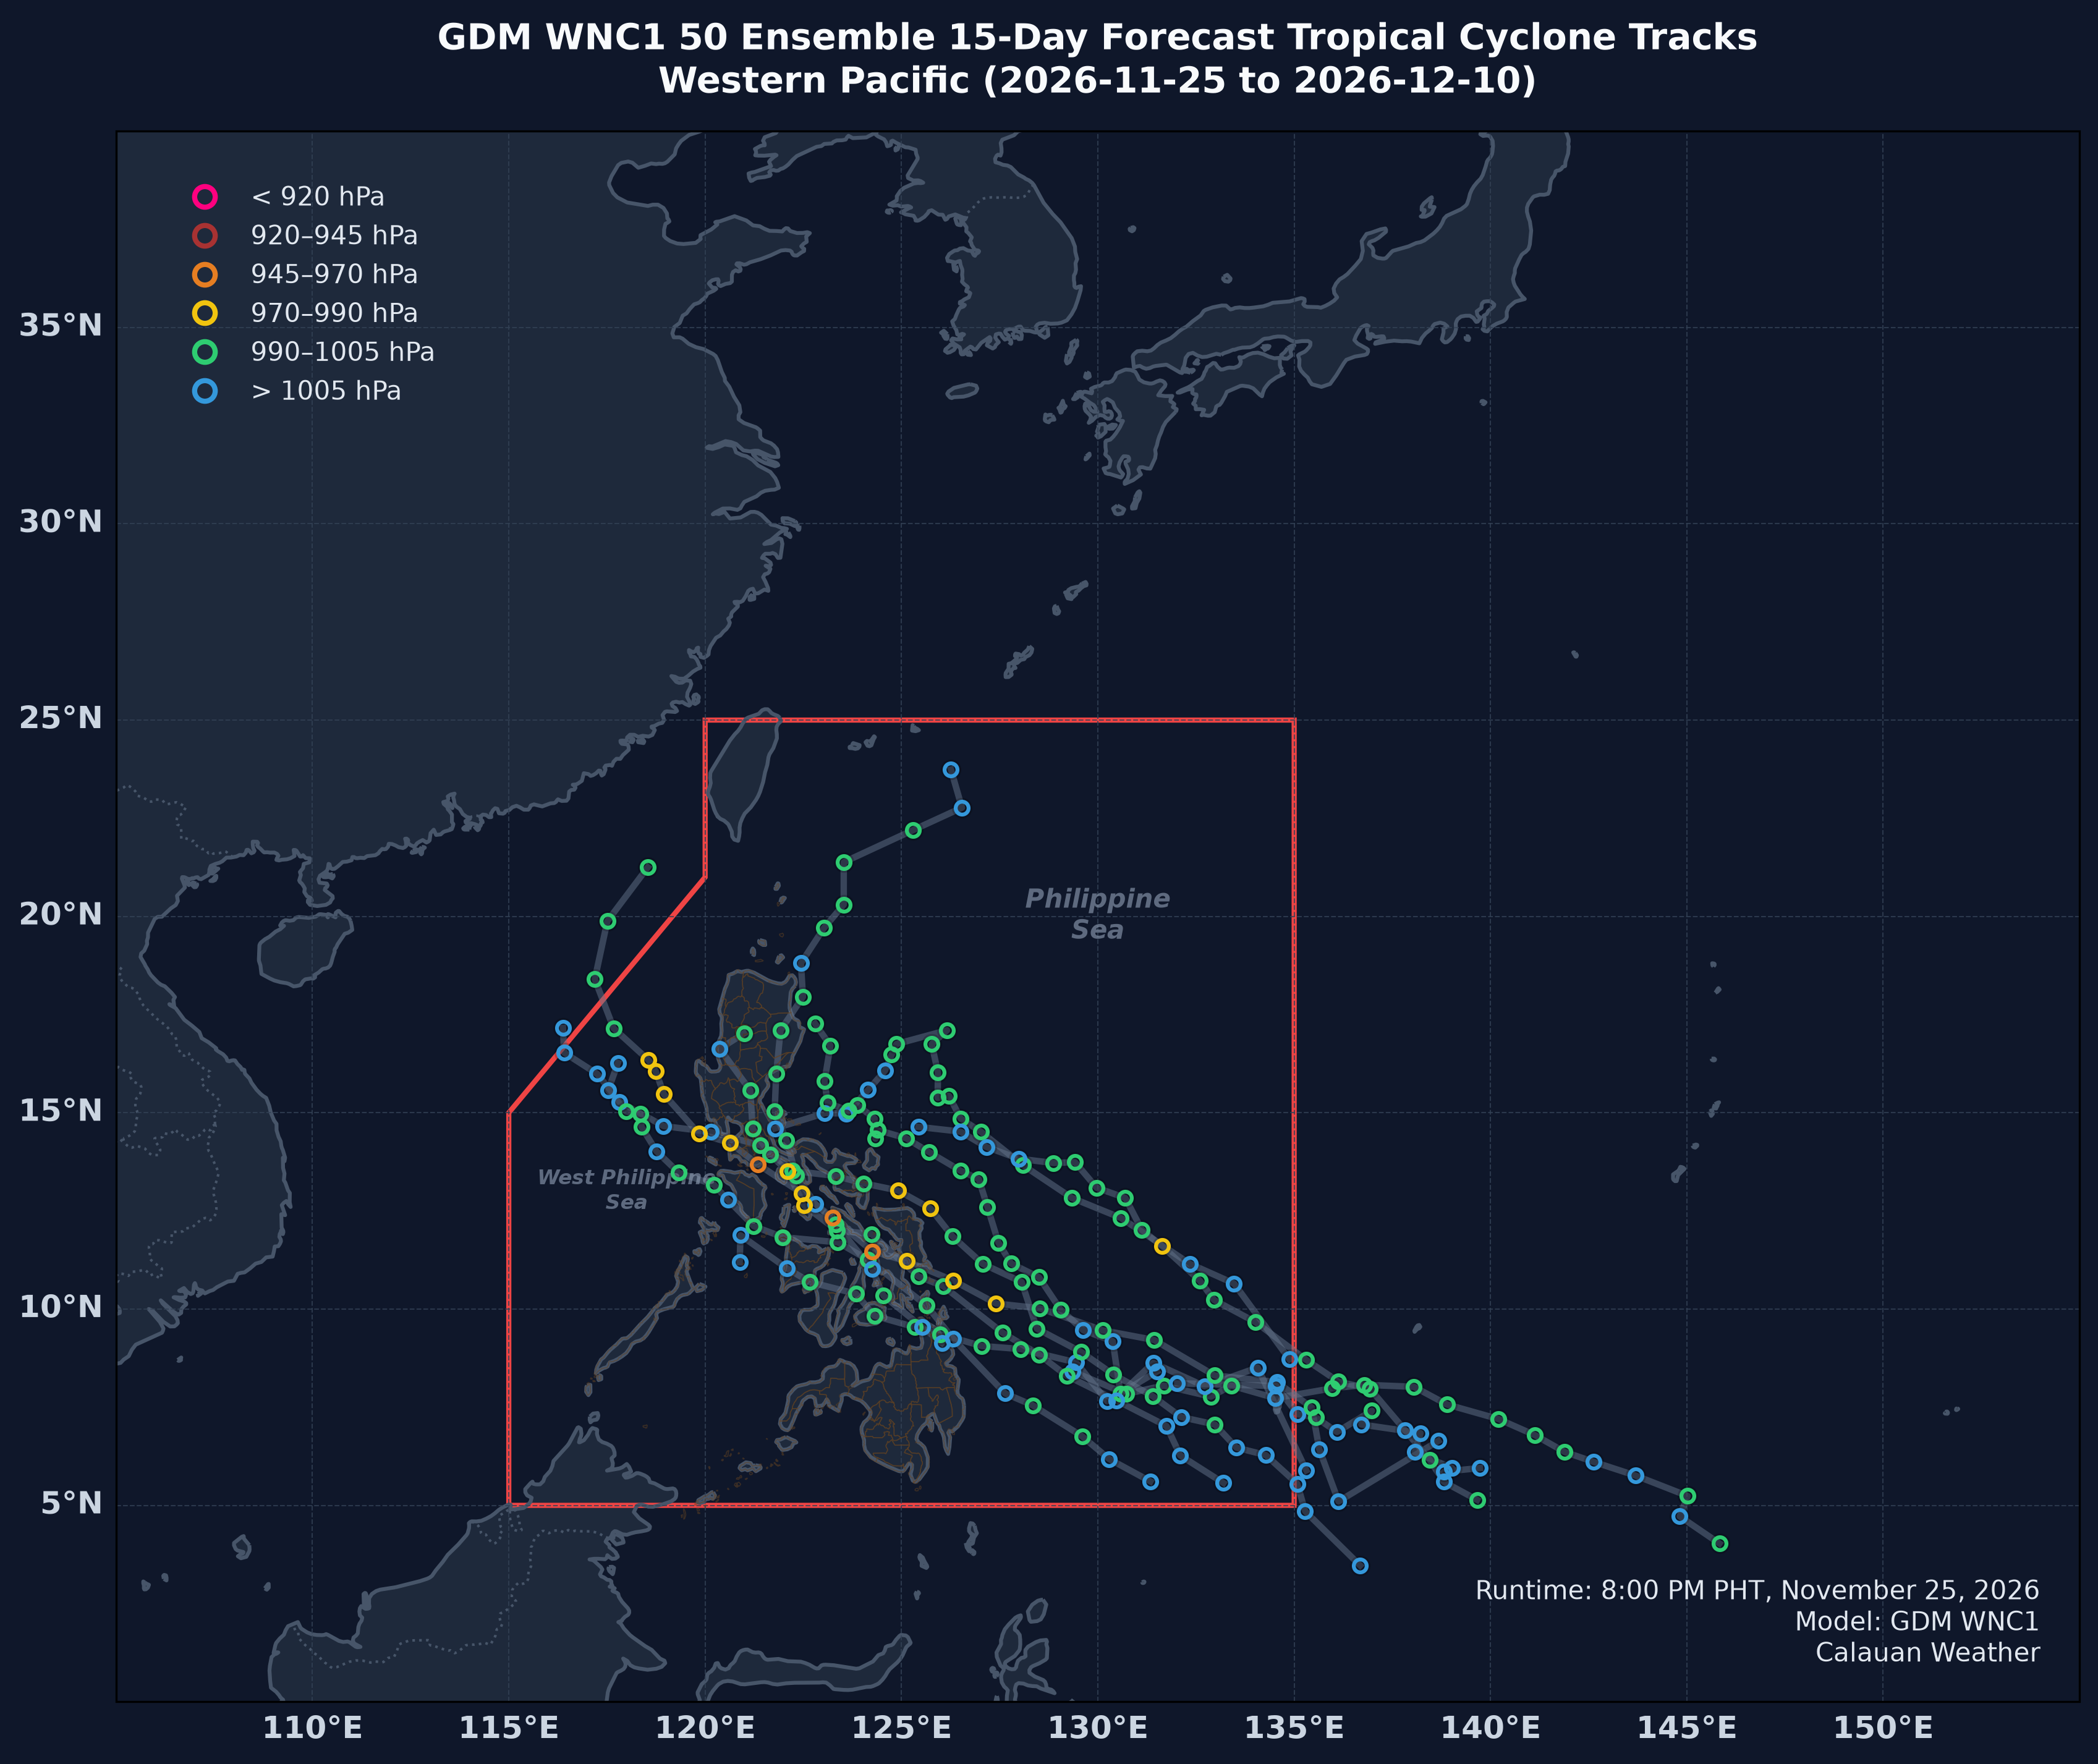 GDM WNC1 50 Ensemble 15-Day Forecast Tropical Cyclone Tracks
Western Pacific (2026-11-25 to 2026-12-10)
< 920 hPa
920–945 hPa
945–970 hPa
970–990 hPa
990–1005 hPa
> 1005 hPa
35°N
30°N
25°N
20°N
15°N
10°N
5°N
Philippine
Sea
West Philippine
Sea
Runtime: 8:00 PM PHT, November 25, 2026
Model: GDM WNC1
Calauan Weather
110°E
115°E
120°E
125°E
130°E
135°E
140°E
145°E
150°E